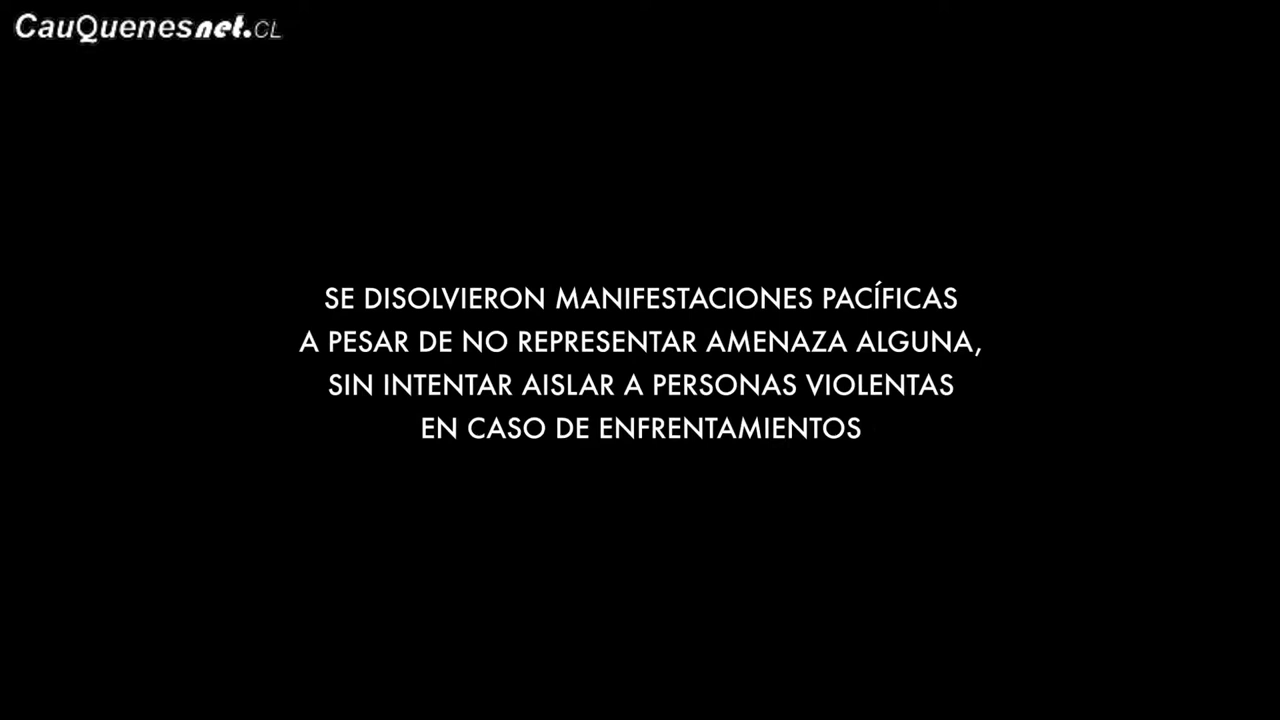 CauQuenesnet.CL
SE DISOLVIERON MANIFESTACIONES PACÍFICAS
A PESAR DE NO REPRESENTAR AMENAZA ALGUNA,
SIN INTENTAR AISLAR A PERSONAS VIOLENTAS
EN CASO DE ENFRENTAMIENTOS